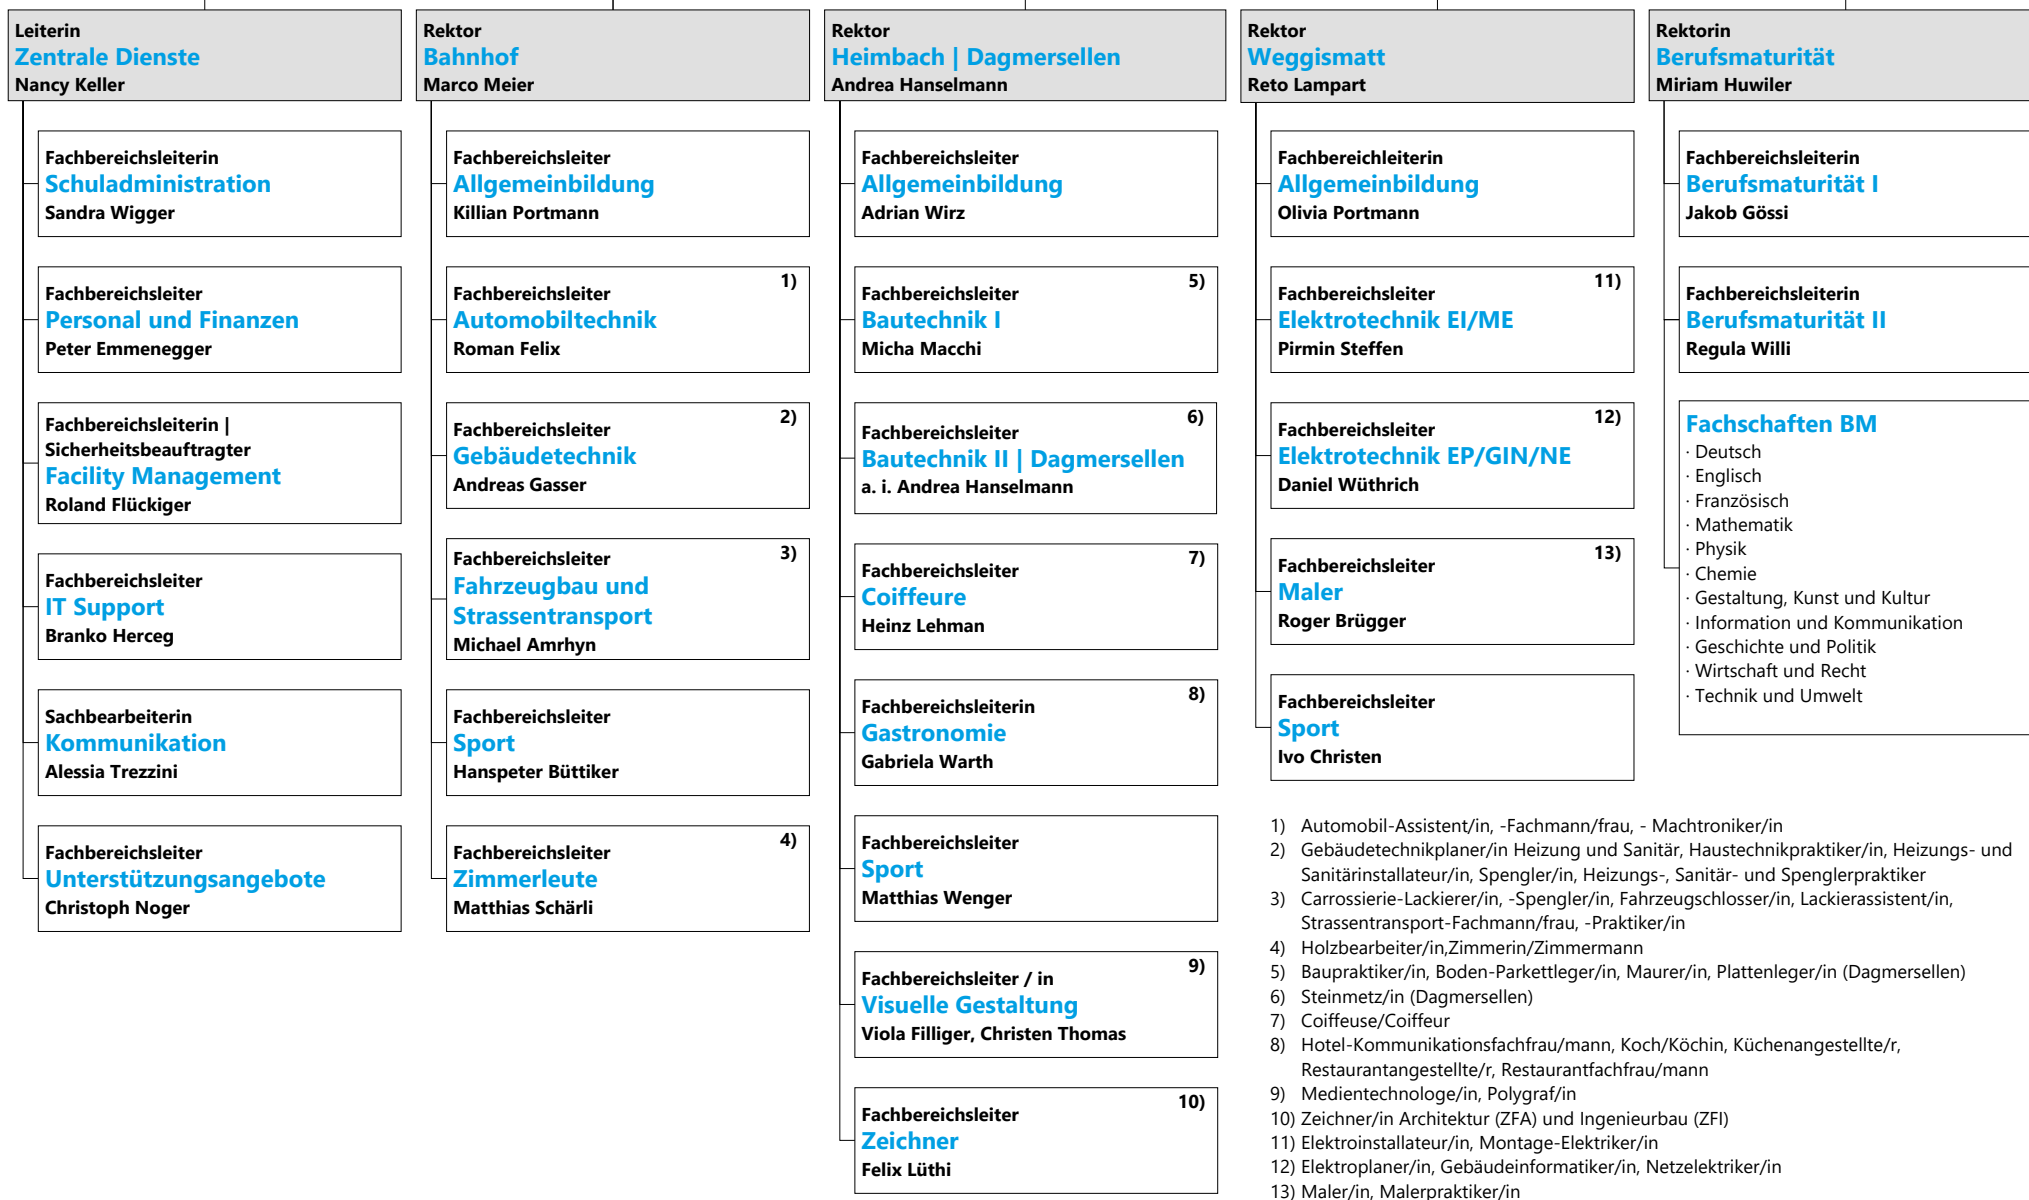 Leiterin
Zentrale Dienste
Nancy Keller
Fachbereichsleiterin
Schuladministration
Sandra Wigger
Fachbereichsleiter
Personal und Finanzen
Peter Emmenegger
Fachbereichsleiterin |
Sicherheitsbeauftragter
Facility Management
Roland Flückiger
Fachbereichsleiter
IT Support
Branko Herceg
Sachbearbeiterin
Kommunikation
Alessia Trezzini
Fachbereichsleiter
Unterstützungsangebote
Christoph Noger
Rektor
Bahnhof
Marco Meier
Fachbereichsleiter
Allgemeinbildung
Killian Portmann
1)
Fachbereichsleiter
Automobiltechnik
Roman Felix
2)
Fachbereichsleiter
Gebäudetechnik
Andreas Gasser
3)
Fachbereichsleiter
Fahrzeugbau und
Strassentransport
Michael Amrhyn
Fachbereichsleiter
Sport
Hanspeter Büttiker
4)
Fachbereichsleiter
Zimmerleute
Matthias Schärli
Rektor
Heimbach | Dagmersellen
Andrea Hanselmann
Fachbereichsleiter
Allgemeinbildung
Adrian Wirz
5)
Fachbereichsleiter
Bautechnik I
Micha Macchi
6)
Fachbereichsleiter
Bautechnik II | Dagmersellen
a. i. Andrea Hanselmann
7)
Fachbereichsleiter
Coiffeure
Heinz Lehman
8)
Fachbereichsleiterin
Gastronomie
Gabriela Warth
Fachbereichsleiter
Sport
Matthias Wenger
9)
Fachbereichsleiter / in
Visuelle Gestaltung
Viola Filliger, Christen Thomas
10)
Fachbereichsleiter
Zeichner
Felix Lüthi
Rektor
Weggismatt
Reto Lampart
Fachbereichleiterin
Allgemeinbildung
Olivia Portmann
11)
Fachbereichsleiter
Elektrotechnik EI/ME
Pirmin Steffen
12)
Fachbereichsleiter
Elektrotechnik EP/GIN/NE
Daniel Wüthrich
13)
Fachbereichsleiter
Maler
Roger Brügger
Fachbereichsleiter
Sport
Ivo Christen
Rektorin
Berufsmaturität
Miriam Huwiler
Fachbereichsleiterin
Berufsmaturität I
Jakob Gössi
Fachbereichsleiterin
Berufsmaturität II
Regula Willi
Fachschaften BM
· Deutsch
· Englisch
· Französisch
· Mathematik
· Physik
· Chemie
· Gestaltung, Kunst und Kultur
· Information und Kommunikation
· Geschichte und Politik
· Wirtschaft und Recht
· Technik und Umwelt
1) Automobil-Assistent/in, -Fachmann/frau, - Machtroniker/in
2) Gebäudetechnikplaner/in Heizung und Sanitär, Haustechnikpraktiker/in, Heizungs- und
Sanitärinstallateur/in, Spengler/in, Heizungs-, Sanitär- und Spenglerpraktiker
3) Carrossierie-Lackierer/in, -Spengler/in, Fahrzeugschlosser/in, Lackierassistent/in,
Strassentransport-Fachmann/frau, -Praktiker/in
4) Holzbearbeiter/in,Zimmerin/Zimmermann
5) Baupraktiker/in, Boden-Parkettleger/in, Maurer/in, Plattenleger/in (Dagmersellen)
6) Steinmetz/in (Dagmersellen)
7) Coiffeuse/Coiffeur
8) Hotel-Kommunikationsfachfrau/mann, Koch/Köchin, Küchenangestellte/r,
Restaurantangestellte/r, Restaurantfachfrau/mann
9) Medientechnologe/in, Polygraf/in
10) Zeichner/in Architektur (ZFA) und Ingenieurbau (ZFI)
11) Elektroinstallateur/in, Montage-Elektriker/in
12) Elektroplaner/in, Gebäudeinformatiker/in, Netzelektriker/in
13) Maler/in, Malerpraktiker/in